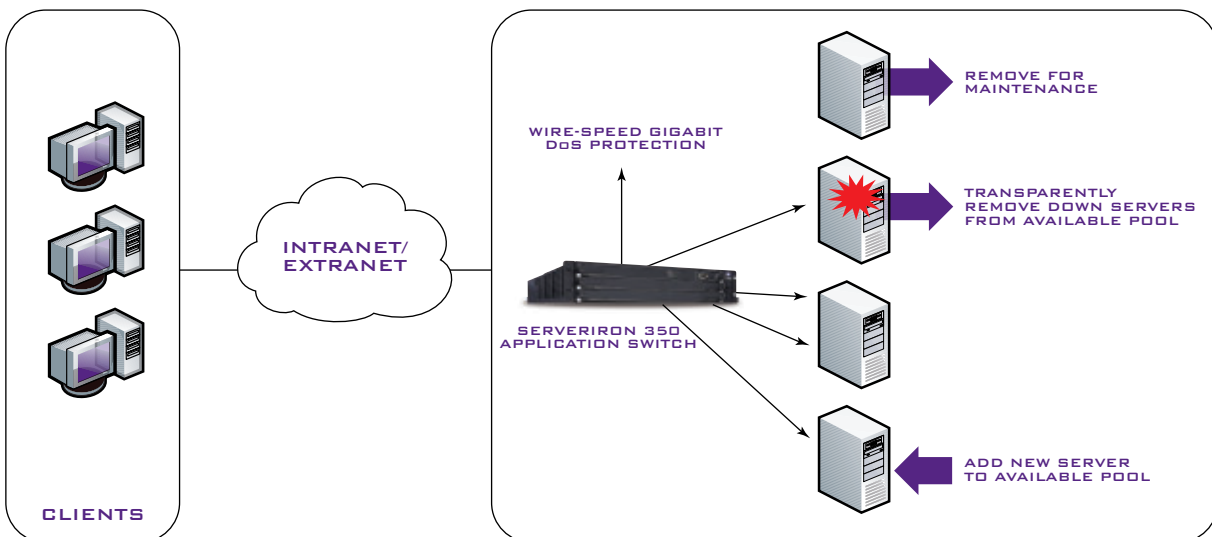 REMOVE FOR
MAINTENANCE
WIRE-SPEED GIGABIT
DoS PROTECTION
TRANSPARENTLY
REMOVE DOWN SERVERS
FROM AVAILABLE POOL
INTRANET/
EXTRANET
SERVERIRON 350
APPLICATION SWITCH
ADD NEW SERVER
TO AVAILABLE POOL
CLIENTS